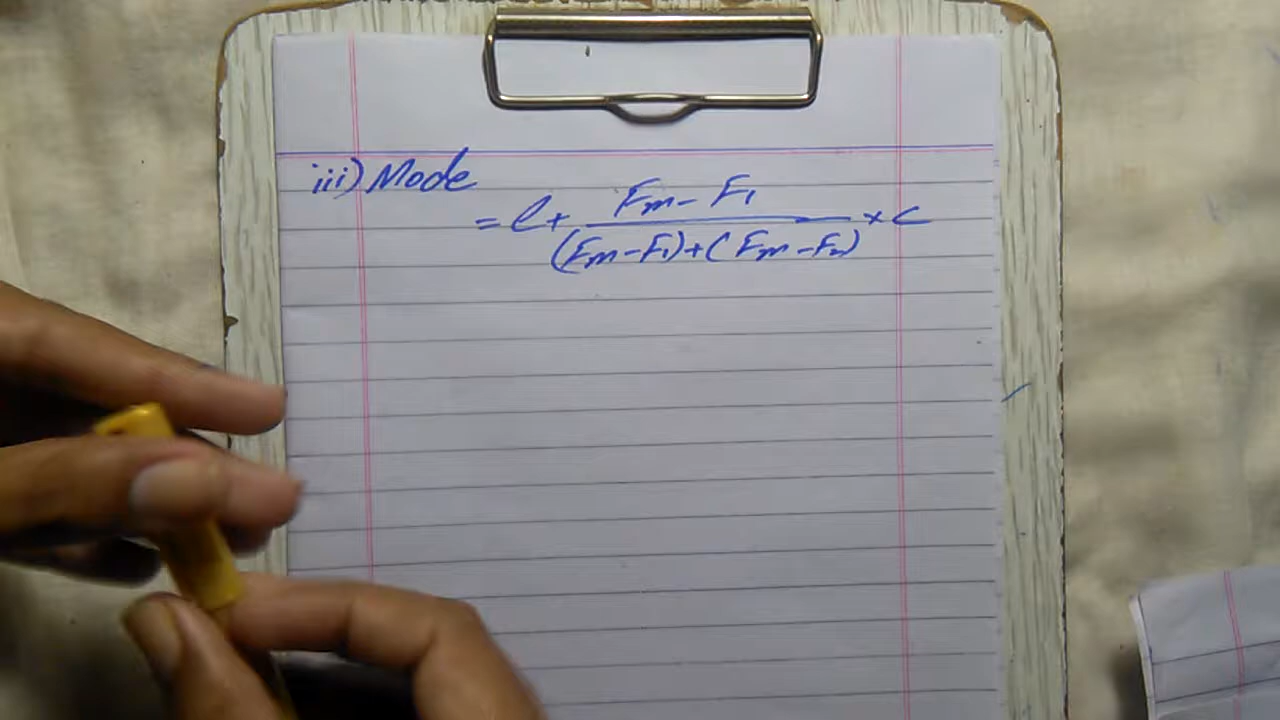 iii) Mode
= l + Fm - F1 / (Fm - F1) + (Fm - F2) × c